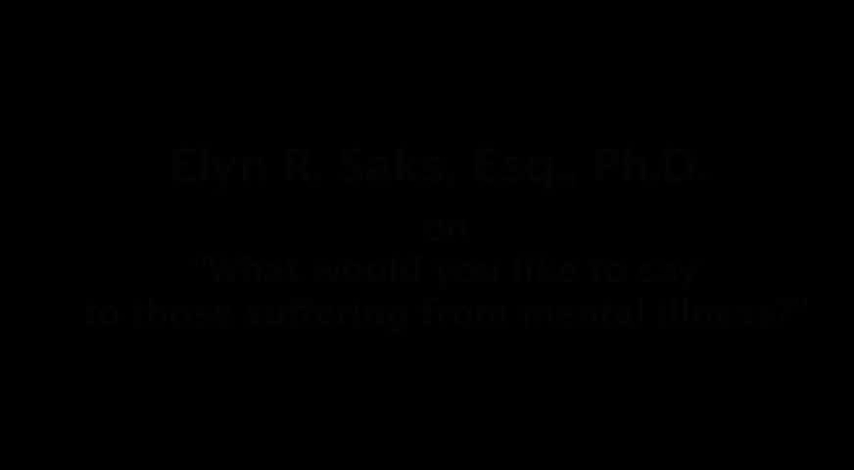 Elyn R. Saks, Esq., Ph.D.
on
"What would you like to say
to those suffering from mental illness?"